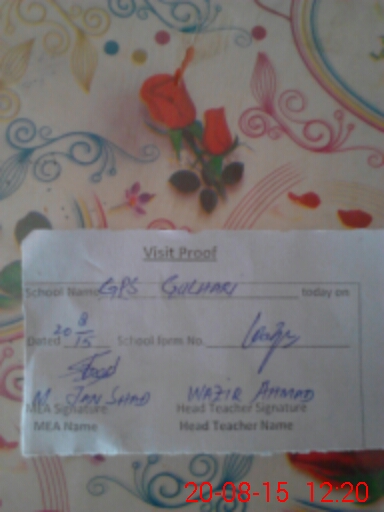 Visit Proof
School Name GPS GULHARI today on
Dated 20 8/15 School form No.
M. JAN SHAD WAZIR AHMAD
MEA Signature Head Teacher Signature
MEA Name Head Teacher Name
20-08-15 12:20